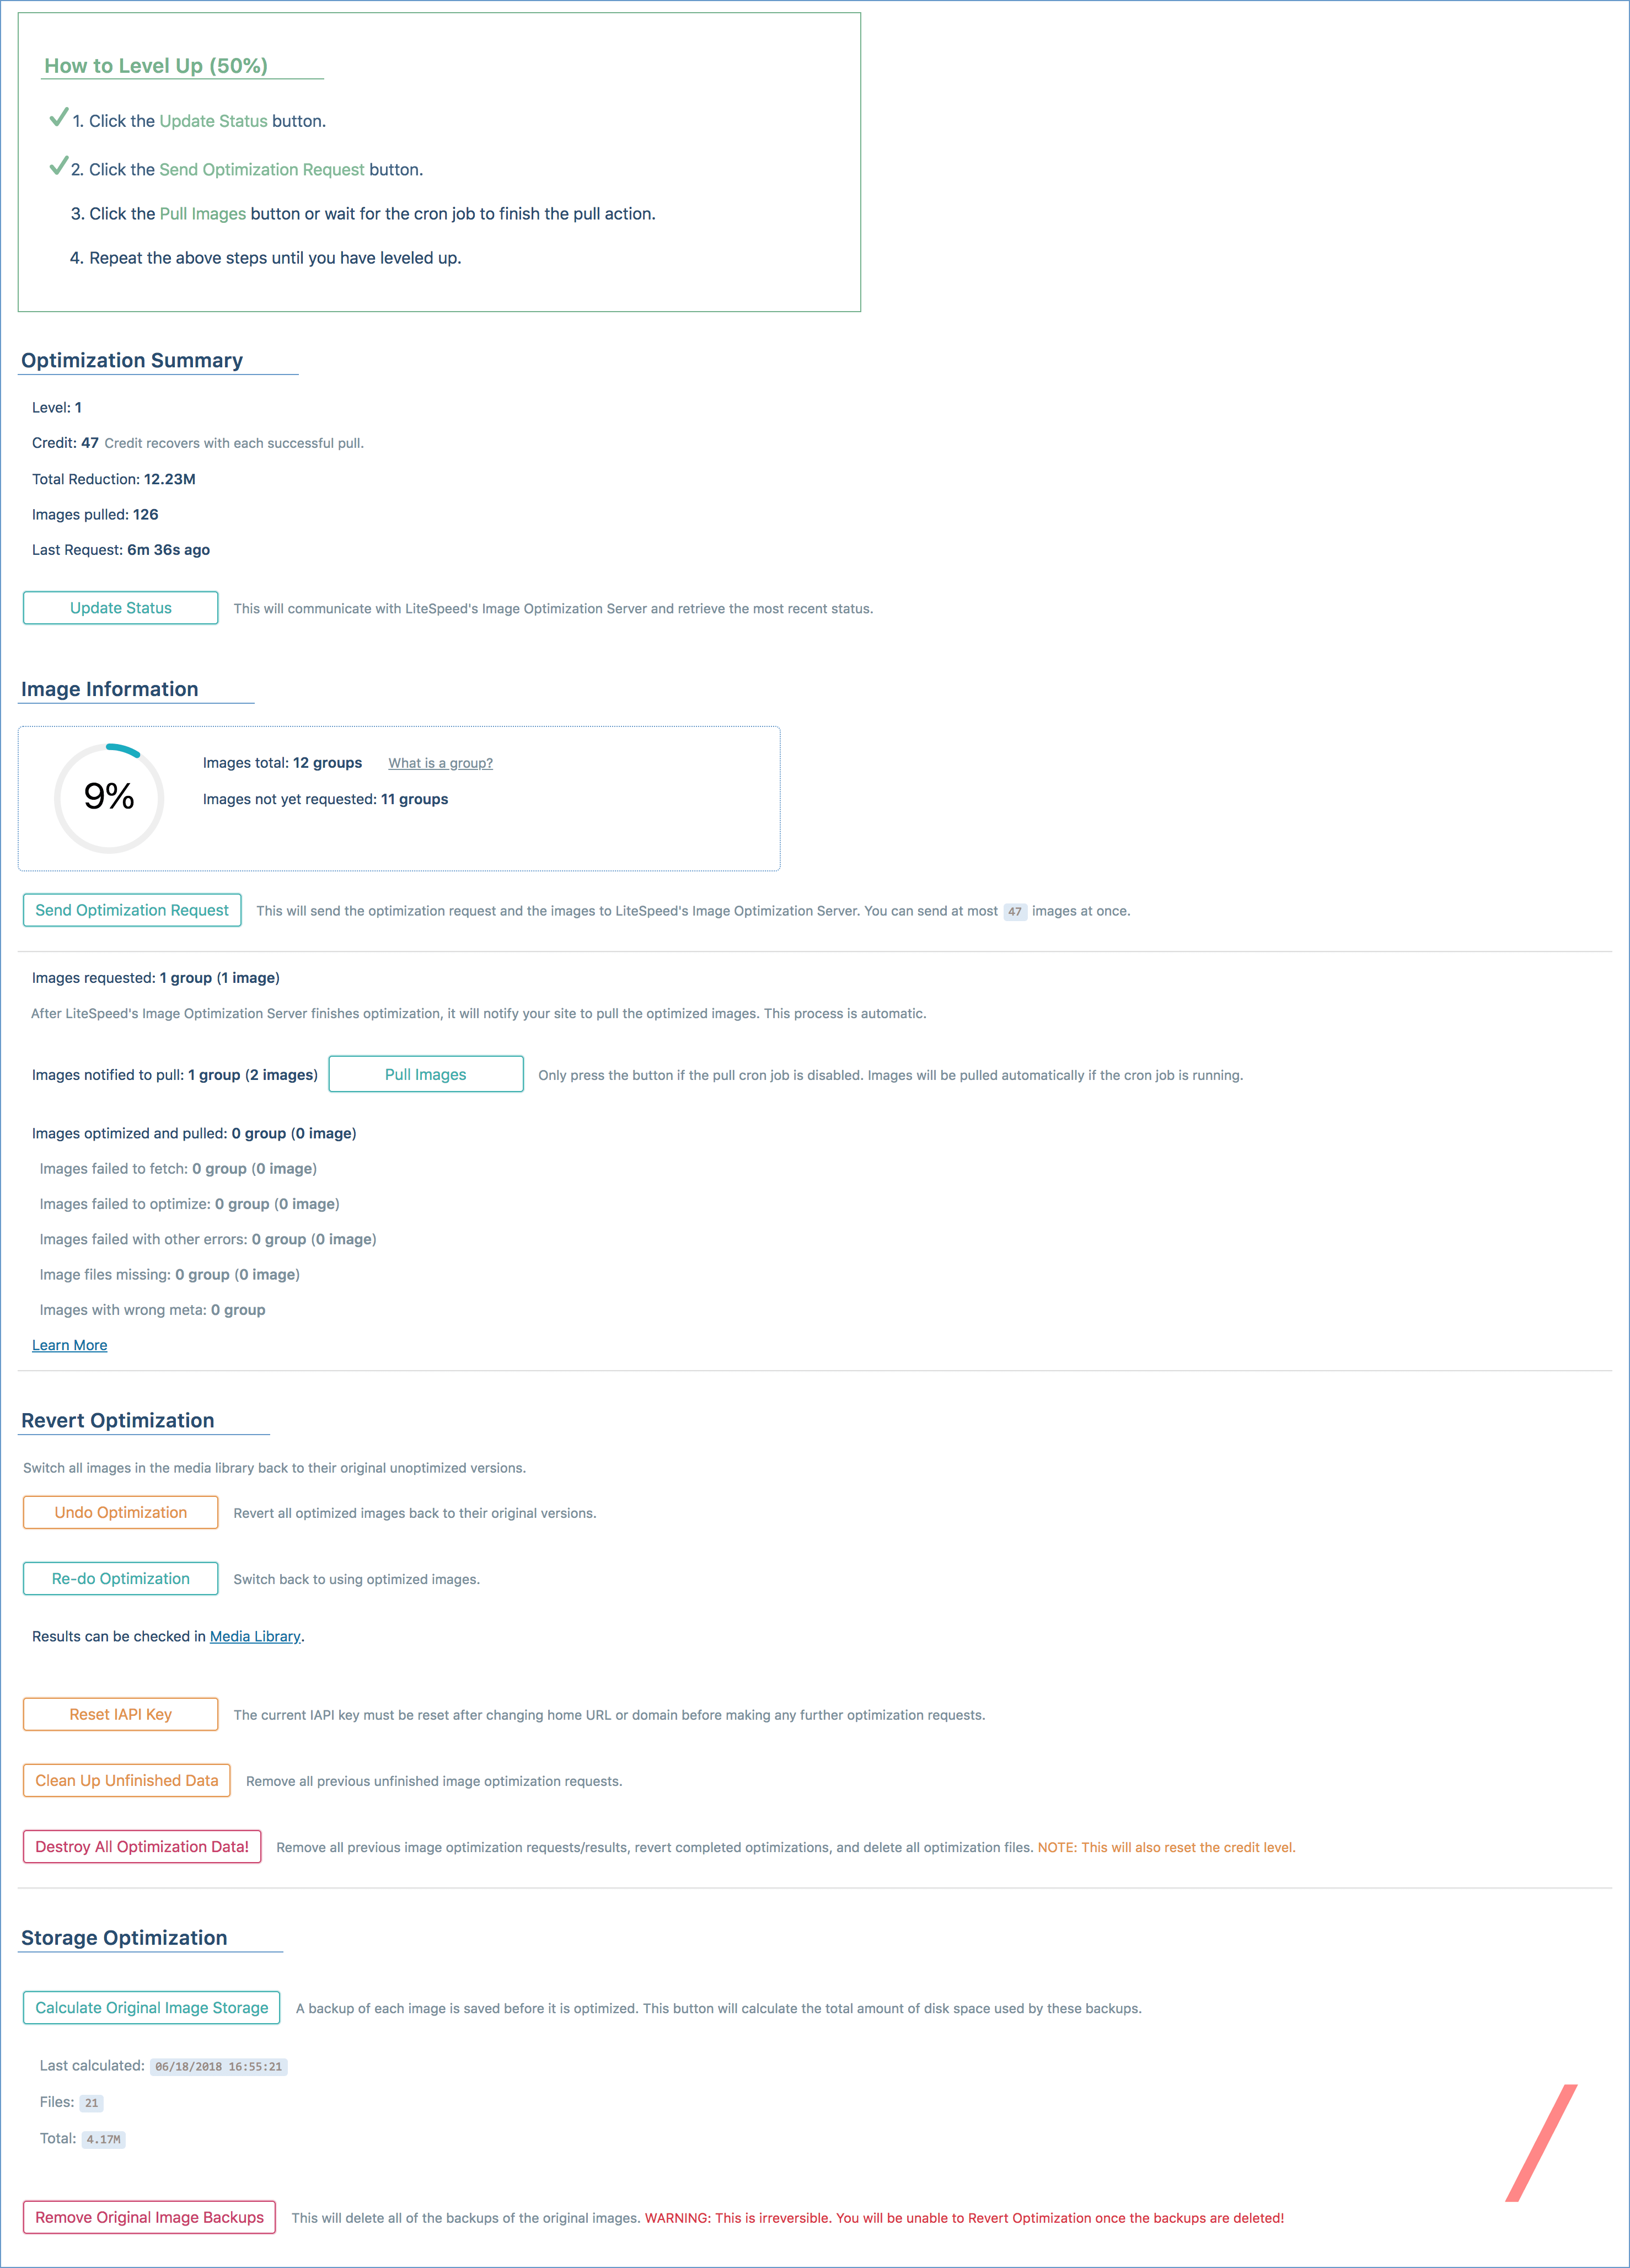 How to Level Up (50%)
1. Click the Update Status button.
2. Click the Send Optimization Request button.
3. Click the Pull Images button or wait for the cron job to finish the pull action.
4. Repeat the above steps until you have leveled up.
Optimization Summary
Level: 1
Credit: 47 Credit recovers with each successful pull.
Total Reduction: 12.23M
Images pulled: 126
Last Request: 6m 36s ago
Update Status This will communicate with LiteSpeed's Image Optimization Server and retrieve the most recent status.
Image Information
9%
Images total: 12 groups What is a group?
Images not yet requested: 11 groups
Send Optimization Request This will send the optimization request and the images to LiteSpeed's Image Optimization Server. You can send at most 47 images at once.
Images requested: 1 group (1 image)
After LiteSpeed's Image Optimization Server finishes optimization, it will notify your site to pull the optimized images. This process is automatic.
Images notified to pull: 1 group (2 images) Pull Images Only press the button if the pull cron job is disabled. Images will be pulled automatically if the cron job is running.
Images optimized and pulled: 0 group (0 image)
Images failed to fetch: 0 group (0 image)
Images failed to optimize: 0 group (0 image)
Images failed with other errors: 0 group (0 image)
Image files missing: 0 group (0 image)
Images with wrong meta: 0 group
Learn More
Revert Optimization
Switch all images in the media library back to their original unoptimized versions.
Undo Optimization Revert all optimized images back to their original versions.
Re-do Optimization Switch back to using optimized images.
Results can be checked in Media Library.
Reset IAPI Key The current IAPI key must be reset after changing home URL or domain before making any further optimization requests.
Clean Up Unfinished Data Remove all previous unfinished image optimization requests.
Destroy All Optimization Data! Remove all previous image optimization requests/results, revert completed optimizations, and delete all optimization files. NOTE: This will also reset the credit level.
Storage Optimization
Calculate Original Image Storage A backup of each image is saved before it is optimized. This button will calculate the total amount of disk space used by these backups.
Last calculated: 06/18/2018 16:55:21
Files: 21
Total: 4.17M
Remove Original Image Backups This will delete all of the backups of the original images. WARNING: This is irreversible. You will be unable to Revert Optimization once the backups are deleted!